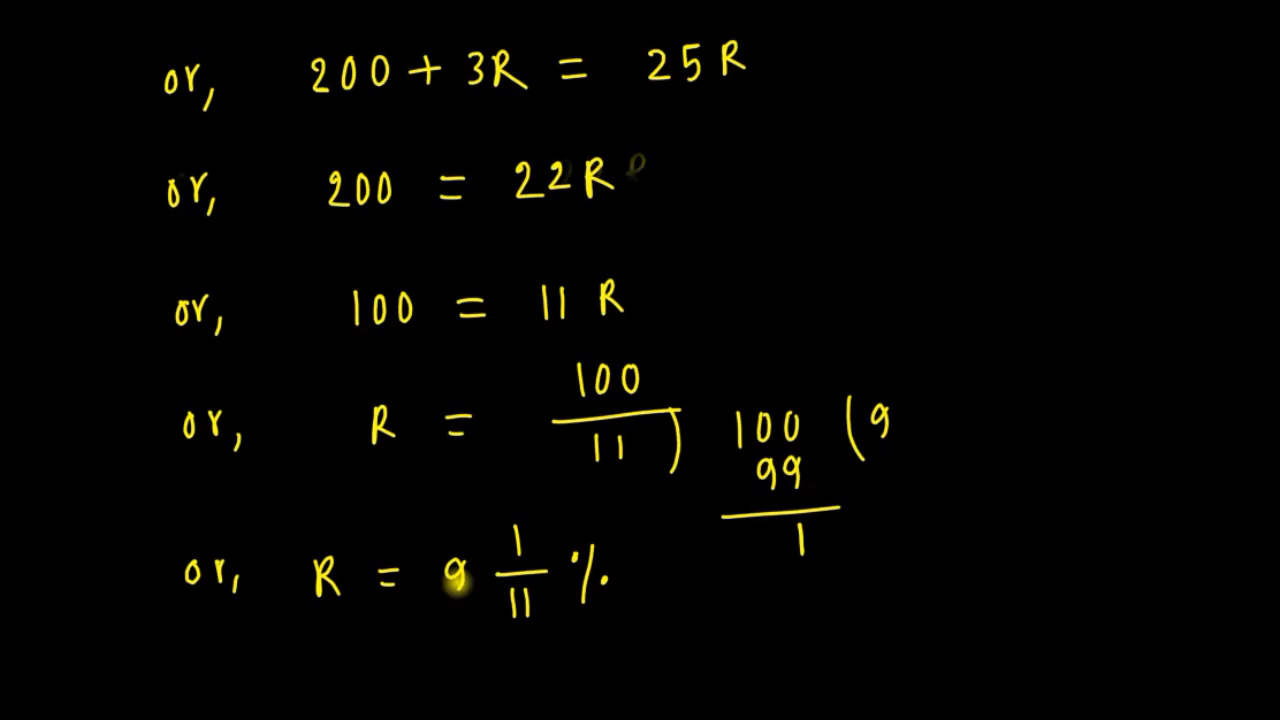 or, 200 + 3R = 25R
or, 200 = 22R
or, 100 = 11 R
or, R = 100/11 ) 100 ( 9
99
1
or, R = 9 1/11 %